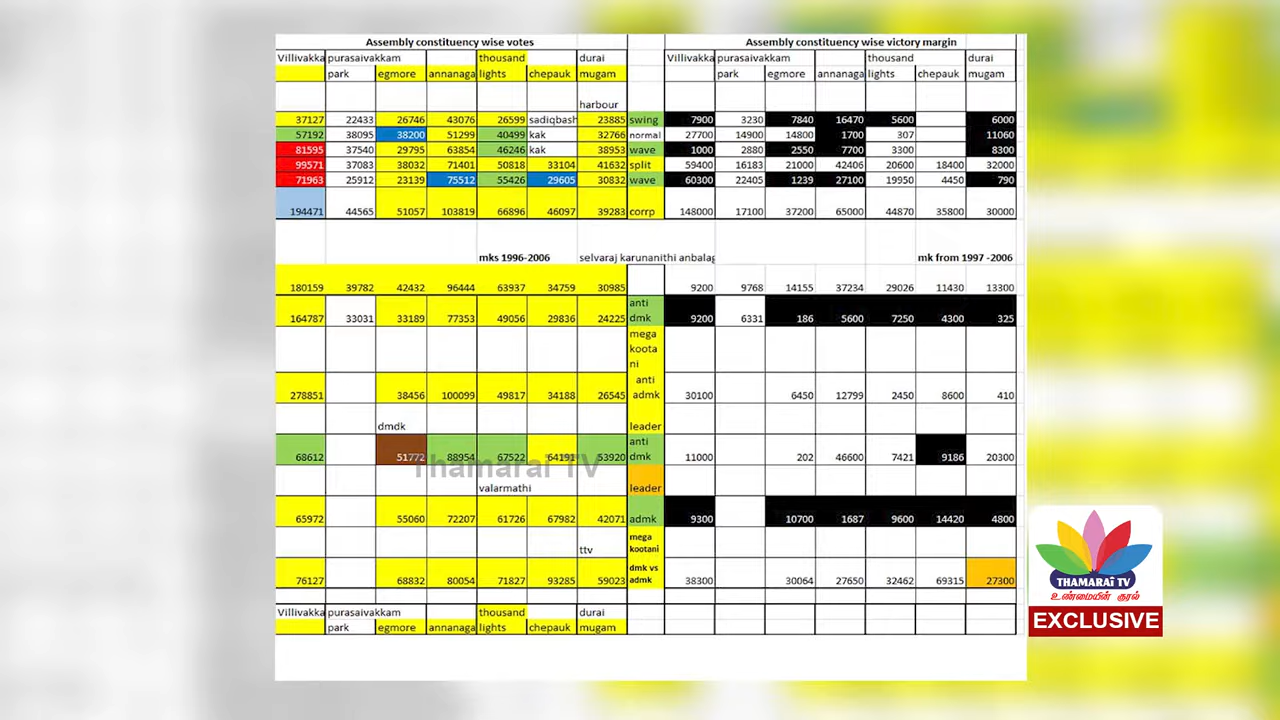 Assembly constituency wise votes Assembly constituency wise victory margin
Villivakka purasaivakkam thousand durai Villivakka purasaivakkam thousand durai
park egmore annanaga lights chepauk mugam park egmore annanaga lights chepauk mugam
harbour
37127 22433 26746 43076 26599 sadiqbash 23885 swing 7900 3230 7840 16470 5600 6000
57192 38095 38200 51299 40499 kak 32766 normal 27700 14900 14800 1700 307 11060
81595 37540 29795 63854 46246 kak 38953 wave 1000 2880 2550 7700 3300 8300
99571 37083 38032 71401 50818 33104 41632 split 59400 16183 21000 42406 20600 18400 32000
71963 25912 23139 75512 55426 29605 30832 wave 60300 22405 1239 27100 19950 4450 790
194471 44565 51057 103819 66896 46097 39283 corrp 148000 17100 37200 65000 44870 35800 30000
mks 1996-2006 selvaraj karunanithi anbalag mk from 1997 -2006
180159 39782 42432 96444 63937 34759 30985 9200 9768 14155 37234 29026 11430 13300
anti
164787 33031 33189 77353 49056 29836 24225 dmk 9200 6331 186 5600 7250 4300 325
mega
koota
ni
anti
278851 38456 100099 49817 34188 26545 admk 30100 6450 12799 2450 8600 410
dmdk leader
anti
68612 51772 88954 67522 64191 53920 dmk 11000 202 46600 7421 9186 20300
Thamarai TV
valarmathi leader
65972 55060 72207 61726 67982 42071 admk 9300 10700 1687 9600 14420 4800
mega
ttv kootani
dmk vs
76127 68832 80054 71827 93285 59023 admk 38300 30064 27650 32462 69315 27300
Villivakka purasaivakkam thousand durai
park egmore annanaga lights chepauk mugam
THAMARAI TV
உண்மையின் குரல்
EXCLUSIVE